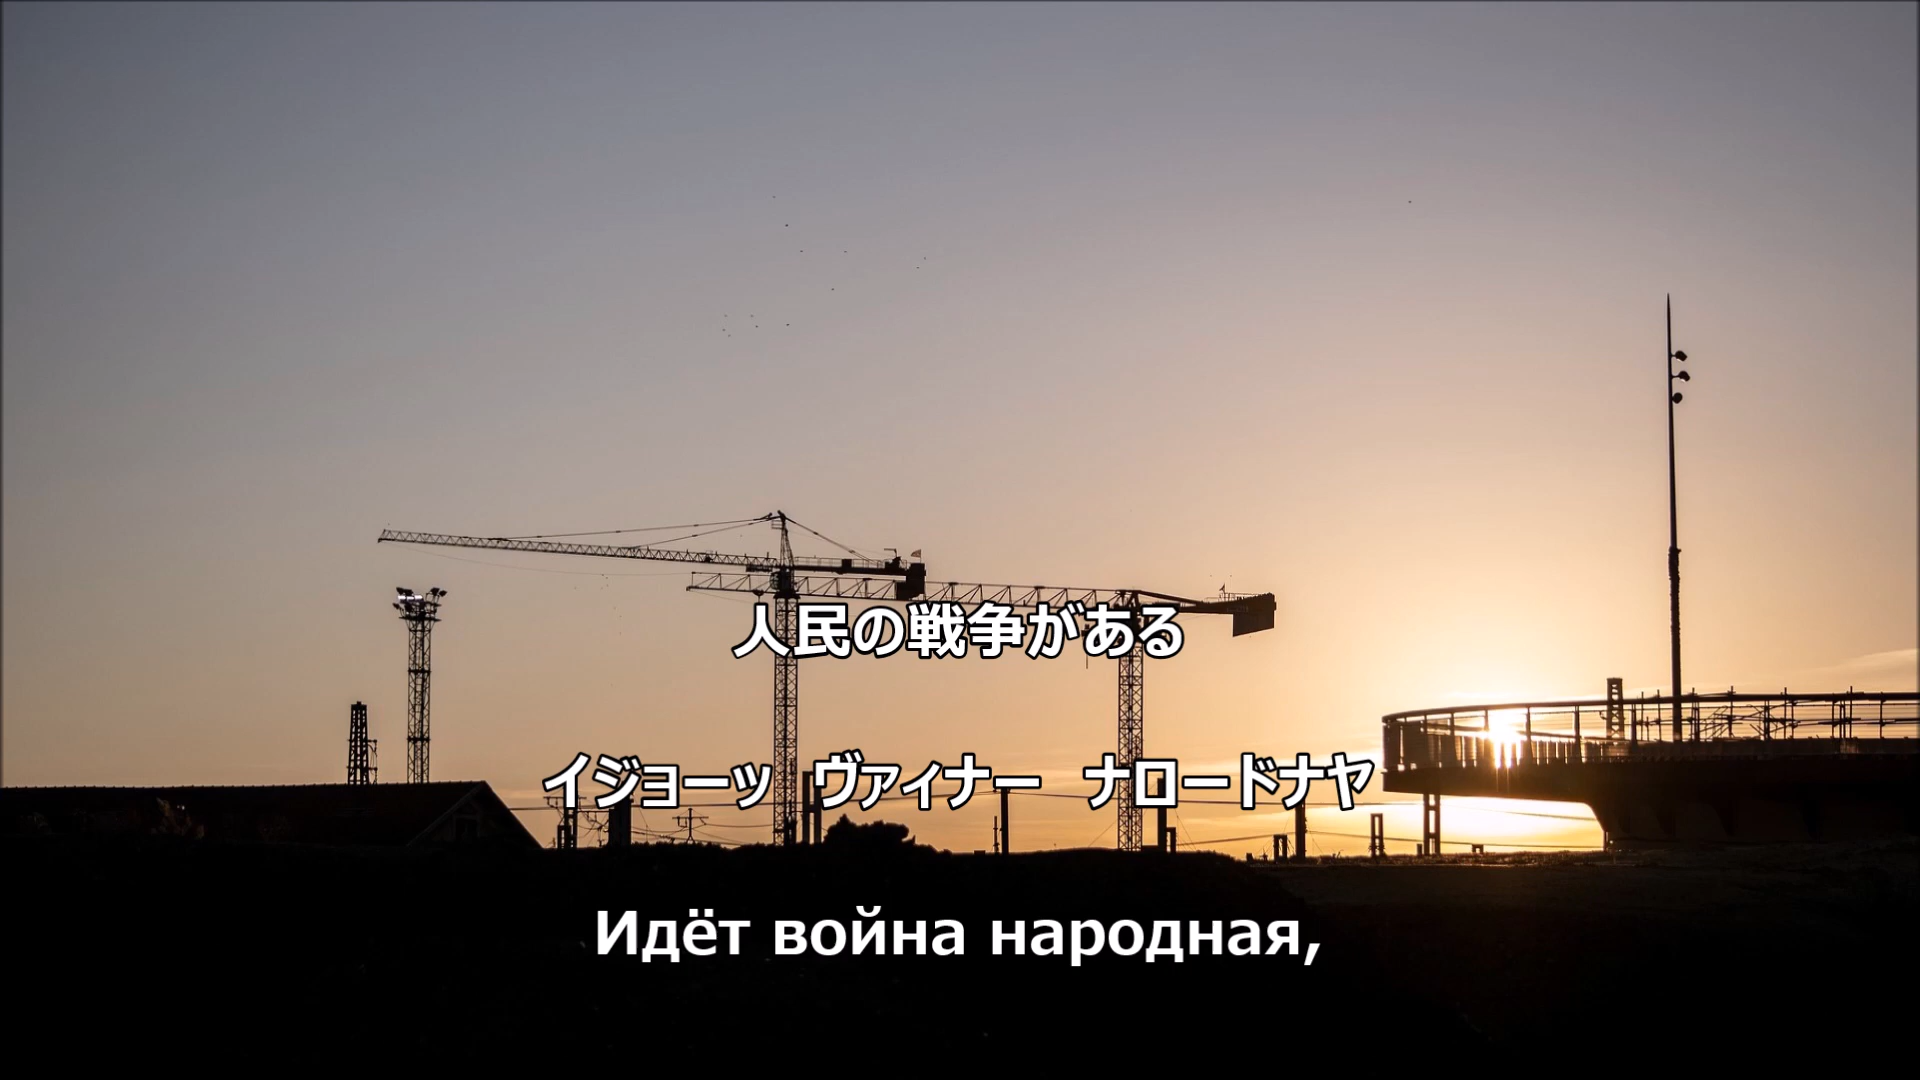 人民の戦争がある
イジョーッ　ヴァィナー　ナロードナヤ
Идёт война народная,